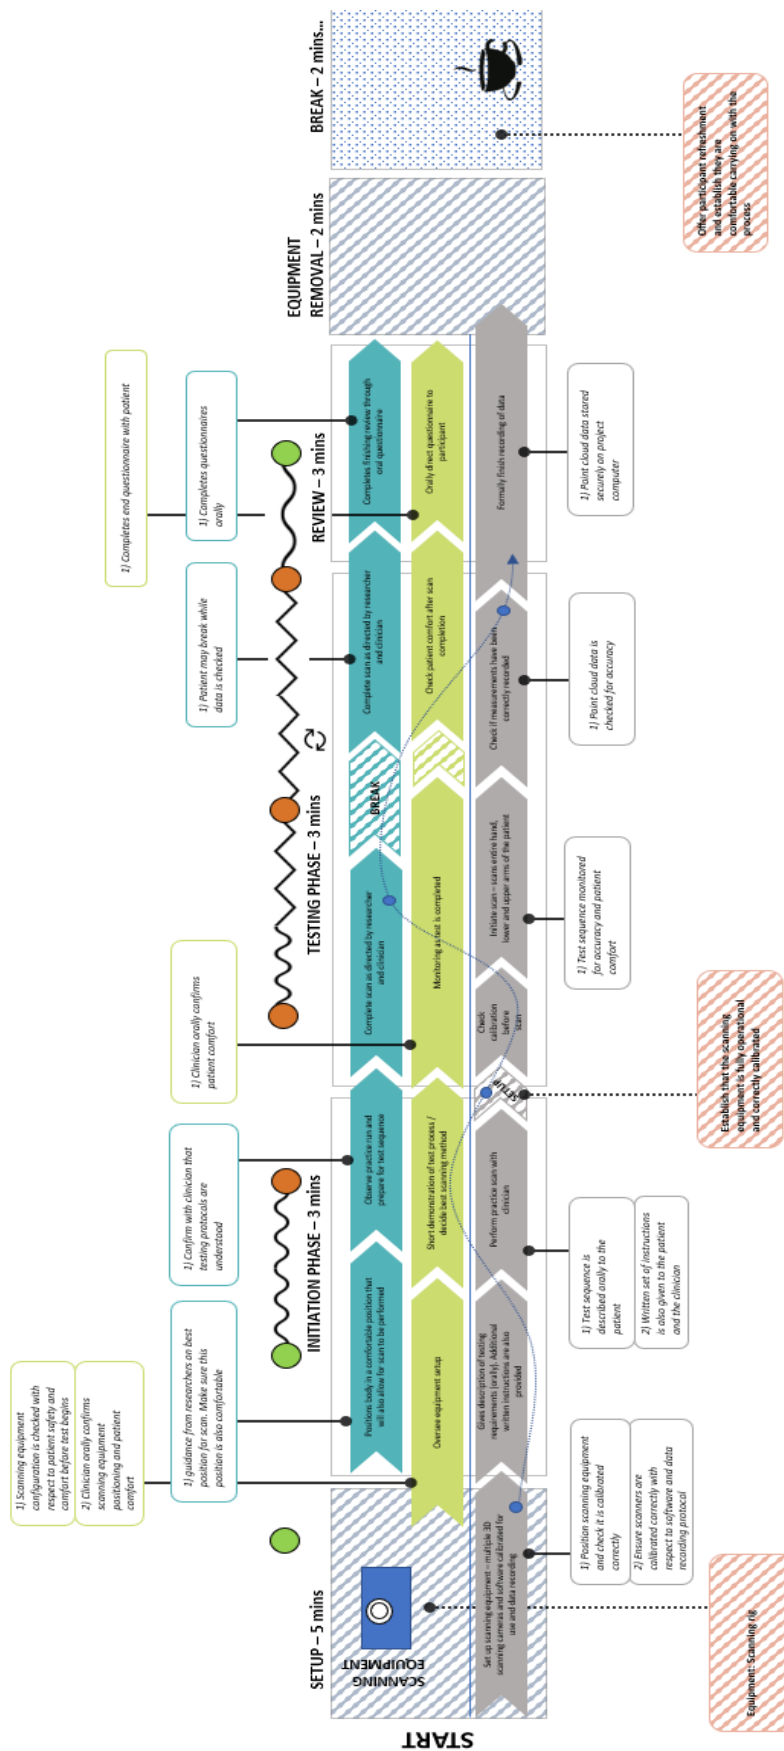 START
SETUP – 5 mins
SCANNING
EQUIPMENT
INITIATION PHASE – 3 mins
TESTING PHASE – 3 mins
REVIEW – 3 mins
EQUIPMENT
REMOVAL – 2 mins
BREAK – 2 mins...
1) Scanning equipment
configuration is checked with
respect to patient safety and
comfort before test begins
2) Clinician orally confirms
scanning equipment
positioning and patient
comfort
1) guidance from researchers on best
position for scan. Make sure this
position is also comfortable
1) Confirm with clinician that
testing protocols are
understood
1) Clinician orally confirms
patient comfort
1) Patient may break while
data is checked
1) Completes questionnaires
orally
1) Completes end questionnaire with patient
Positions body in a comfortable position that
will also allow for scan to be performed
Observe practice run and
prepare for test sequence
Complete scan as directed by researcher
and clinician
BREAK
Complete scan as directed by researcher
and clinician
Completes finishing review through
oral questionnaire
Oversee equipment setup
Short demonstration of test process /
decide best scanning method
Monitoring as test is completed
Check patient comfort after scan
completion
Orally direct questionnaire to
participant
Set up scanning equipment – multiple 3D
scanning cameras and software calibrated for
use and data recording
Gives description of testing
requirements (orally). Additional
written instructions are also
provided
Perform practice scan with
clinician
SETUP
Check
calibration
before
scan
Initiate scan – scans entire hand,
lower and upper arms of the patient
Check if measurements have been
correctly recorded
Formally finish recording of data
1) Position scanning equipment
and check it is calibrated
correctly
2) Ensure scanners are
calibrated correctly with
respect to software and data
recording protocol
1) Test sequence is
described orally to the
patient
2) Written set of instructions
is also given to the patient
and the clinician
1) Test sequence monitored
for accuracy and patient
comfort
1) Point cloud data is
checked for accuracy
1) Point cloud data stored
securely on project
computer
Equipment: Scanning rig
Establish that the scanning
equipment is fully operational
and correctly calibrated
Offer participant refreshment
and establish they are
comfortable carrying on with the
process